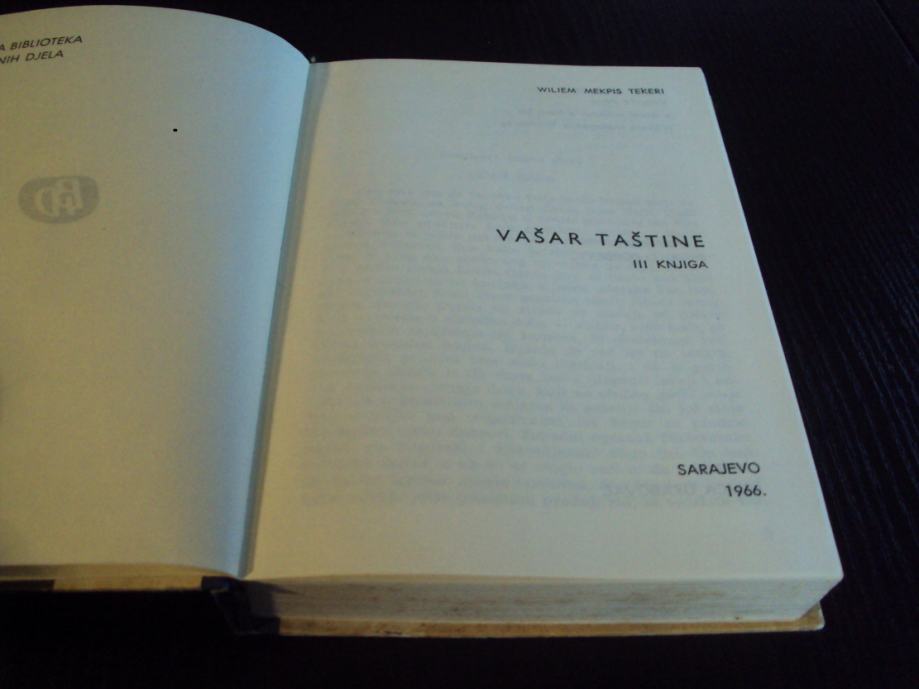 A BIBLIOTEKA
NIH DJELA
WILIEM MEKPIS TEKERI
VAŠAR TAŠTINE
III KNJIGA
SARAJEVO
1966.